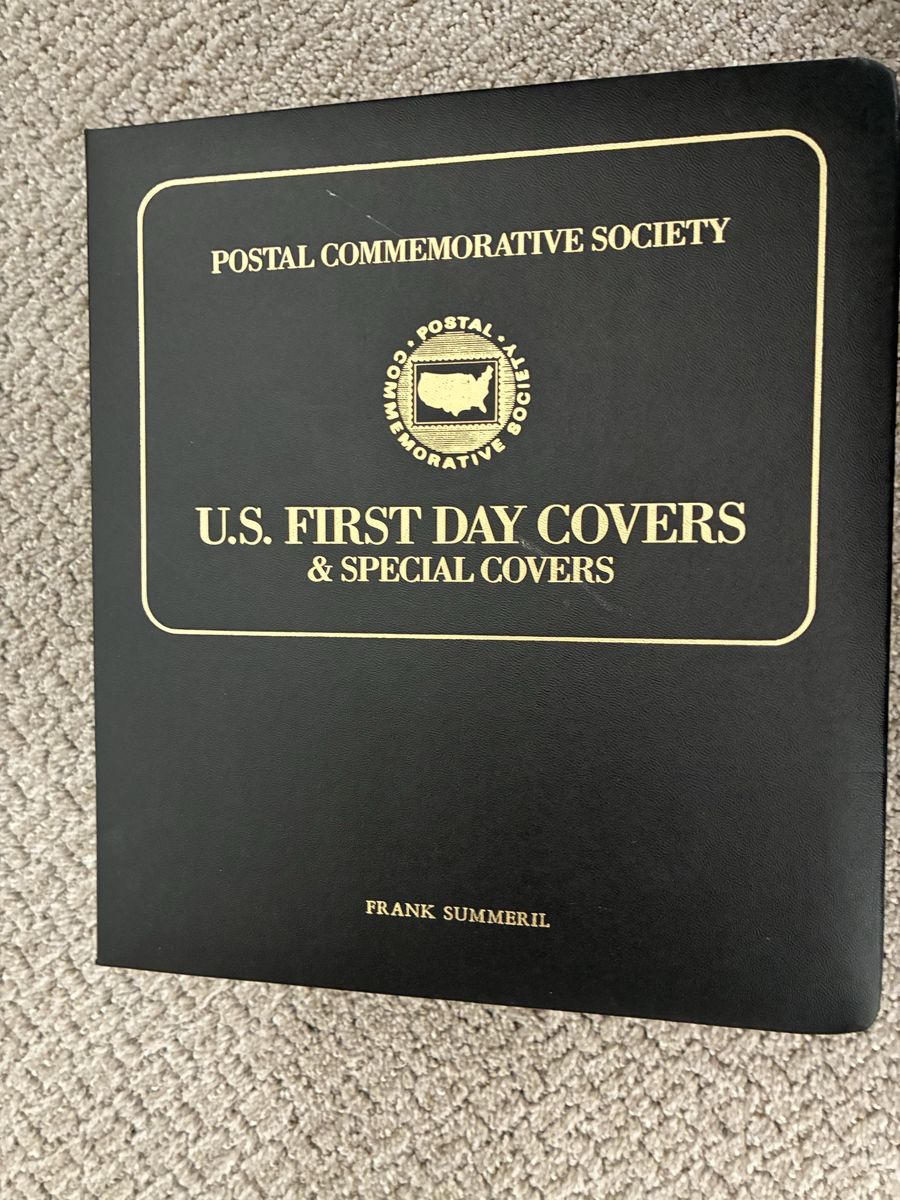 POSTAL COMMEMORATIVE SOCIETY
• POSTAL •
COMMEMORATIVE SOCIETY
U.S. FIRST DAY COVERS
& SPECIAL COVERS
FRANK SUMMERIL